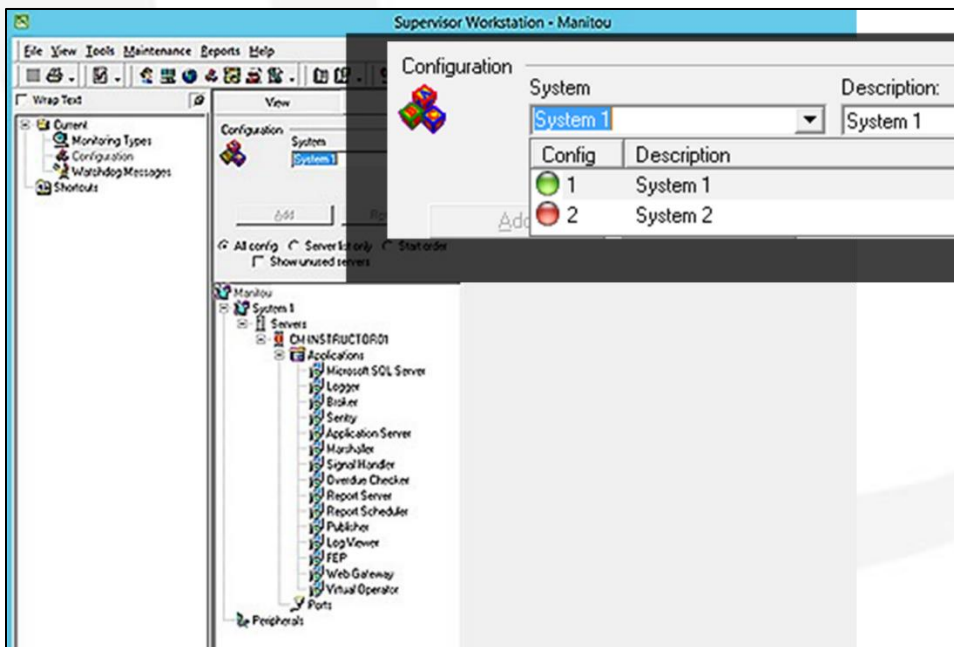 Supervisor Workstation - Manitou
File View Tools Maintenance Reports Help
Wrap Text
Current
Monitoring Types
Configuration
Watchdog Messages
Shortcuts
View
Configuration
System
System 1
Add
All config Server list only Start order
Show unused servers
Manitou
System 1
Servers
CM-INSTRUCTOR01
Applications
Microsoft SQL Server
Logger
Broker
Sentry
Application Server
Marshaller
Signal Handler
Overdue Checker
Report Server
Report Scheduler
Publisher
Log Viewer
FEP
Web Gateway
Virtual Operator
Ports
Peripherals
Configuration
System Description:
System 1 System 1
Config Description
1 System 1
2 System 2